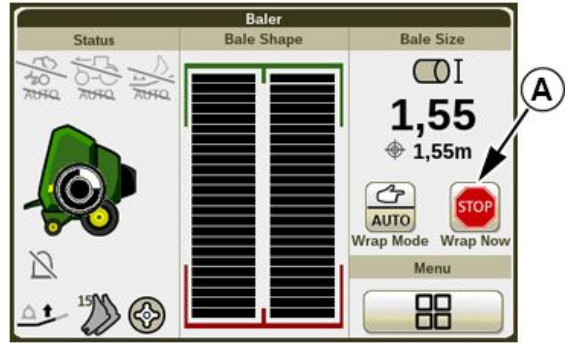 Baler
Status
Bale Shape
Bale Size
AUTO
AUTO
AUTO
1,55
1,55m
A
AUTO
STOP
Wrap Mode
Wrap Now
Menu
15